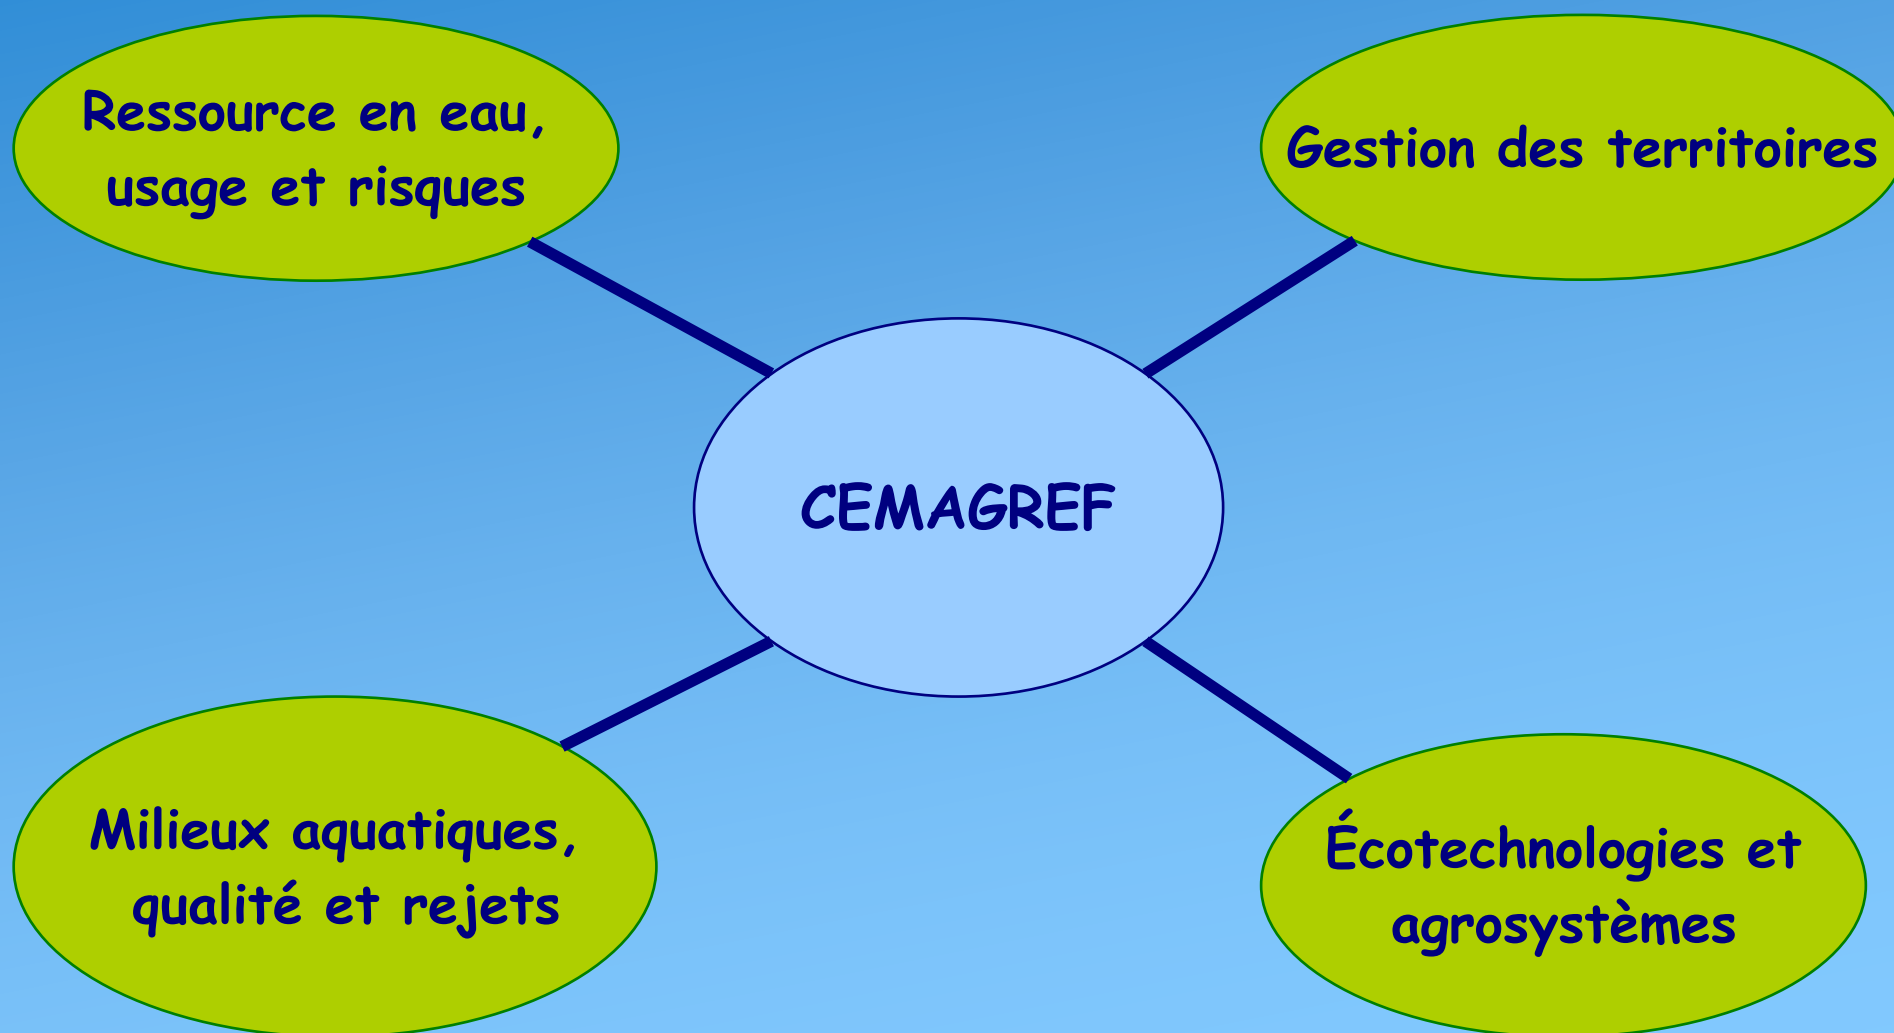 Ressource en eau,
usage et risques
Gestion des territoires
CEMAGREF
Milieux aquatiques,
qualité et rejets
Écotechnologies et
agrosystèmes